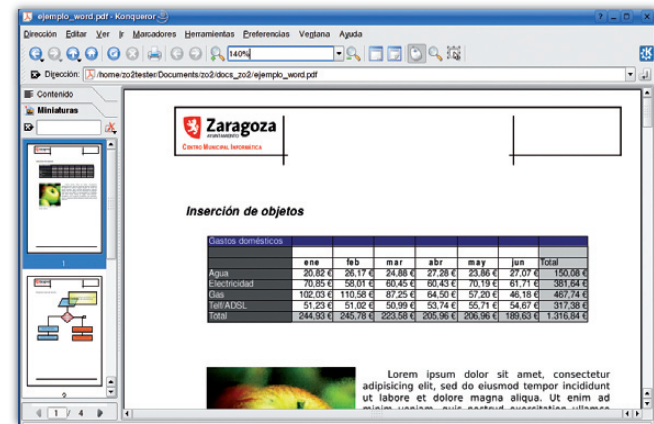 ejemplo_word.pdf - Konqueror
Dirección Editar Ver Ir Marcadores Herramientas Preferencias Ventana Ayuda
140%
Dirección: /home/zo2tester/Documents/zo2/docs_zo2/ejemplo_word.pdf
Contenido
Miniaturas
1
1 / 4
Zaragoza
AYUNTAMIENTO
CENTRO MUNICIPAL INFORMÁTICA
Inserción de objetos
Gastos domésticos
ene feb mar abr may jun Total
Agua 20,82 € 26,17 € 24,88 € 27,28 € 23,86 € 27,07 € 150,08 €
Electricidad 70,85 € 58,01 € 60,45 € 60,43 € 70,19 € 61,71 € 381,64 €
Gas 102,03 € 110,58 € 87,25 € 64,50 € 57,20 € 46,18 € 467,74 €
Telf/ADSL 51,23 € 51,02 € 50,99 € 53,74 € 55,71 € 54,67 € 317,38 €
Total 244,93 € 245,78 € 223,58 € 205,96 € 206,96 € 189,63 € 1.316,84 €
Lorem ipsum dolor sit amet, consectetur
adipisicing elit, sed do eiusmod tempor incididunt
ut labore et dolore magna aliqua. Ut enim ad